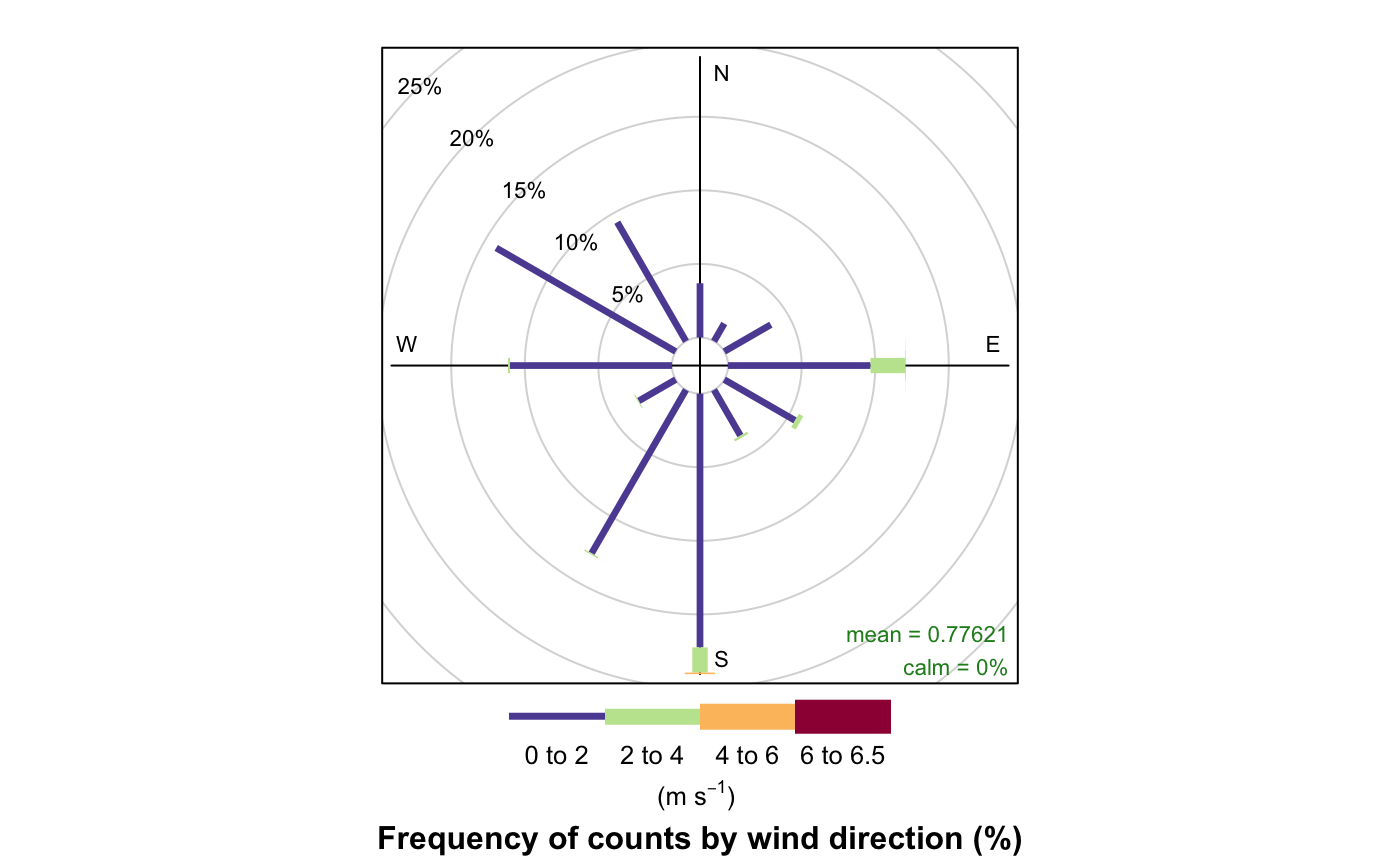 N
25%
20%
15%
10%
5%
W
E
mean = 0.77621
S
calm = 0%
0 to 2 2 to 4 4 to 6 6 to 6.5
(m s⁻¹)
Frequency of counts by wind direction (%)